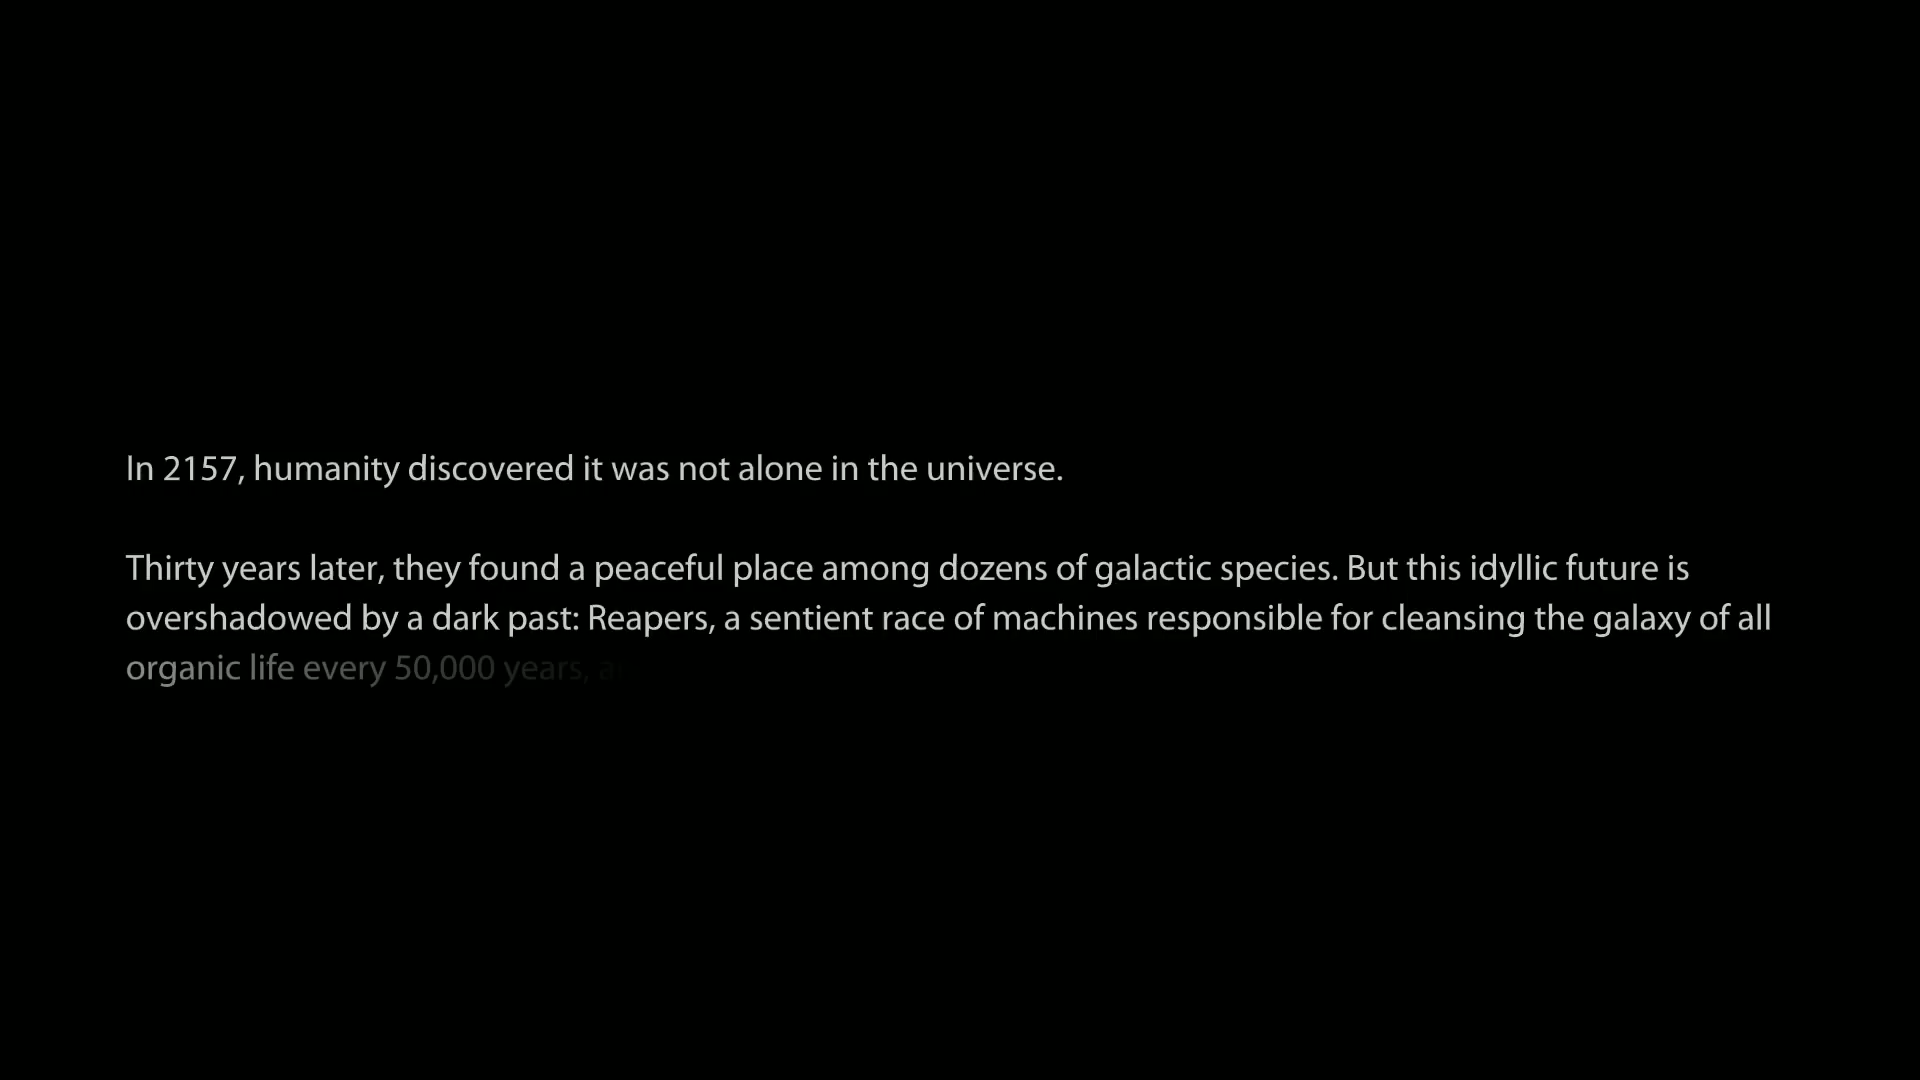 In 2157, humanity discovered it was not alone in the universe.
Thirty years later, they found a peaceful place among dozens of galactic species. But this idyllic future is
overshadowed by a dark past: Reapers, a sentient race of machines responsible for cleansing the galaxy of all
organic life every 50,000 years,